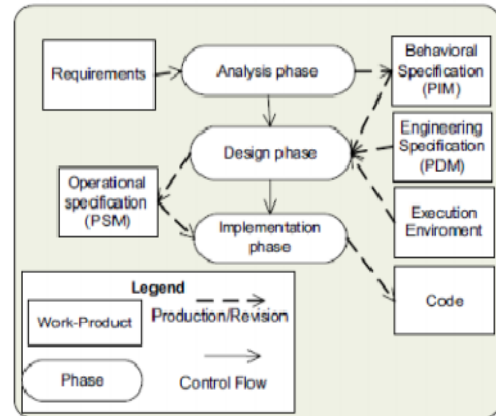 Requirements
Analysis phase
Behavioral
Specification
(PIM)
Design phase
Engineering
Specification
(PDM)
Operational
specification
(PSM)
Implementation
phase
Execution
Enviroment
Code
Legend
Work-Product
Production/Revision
Phase
Control Flow